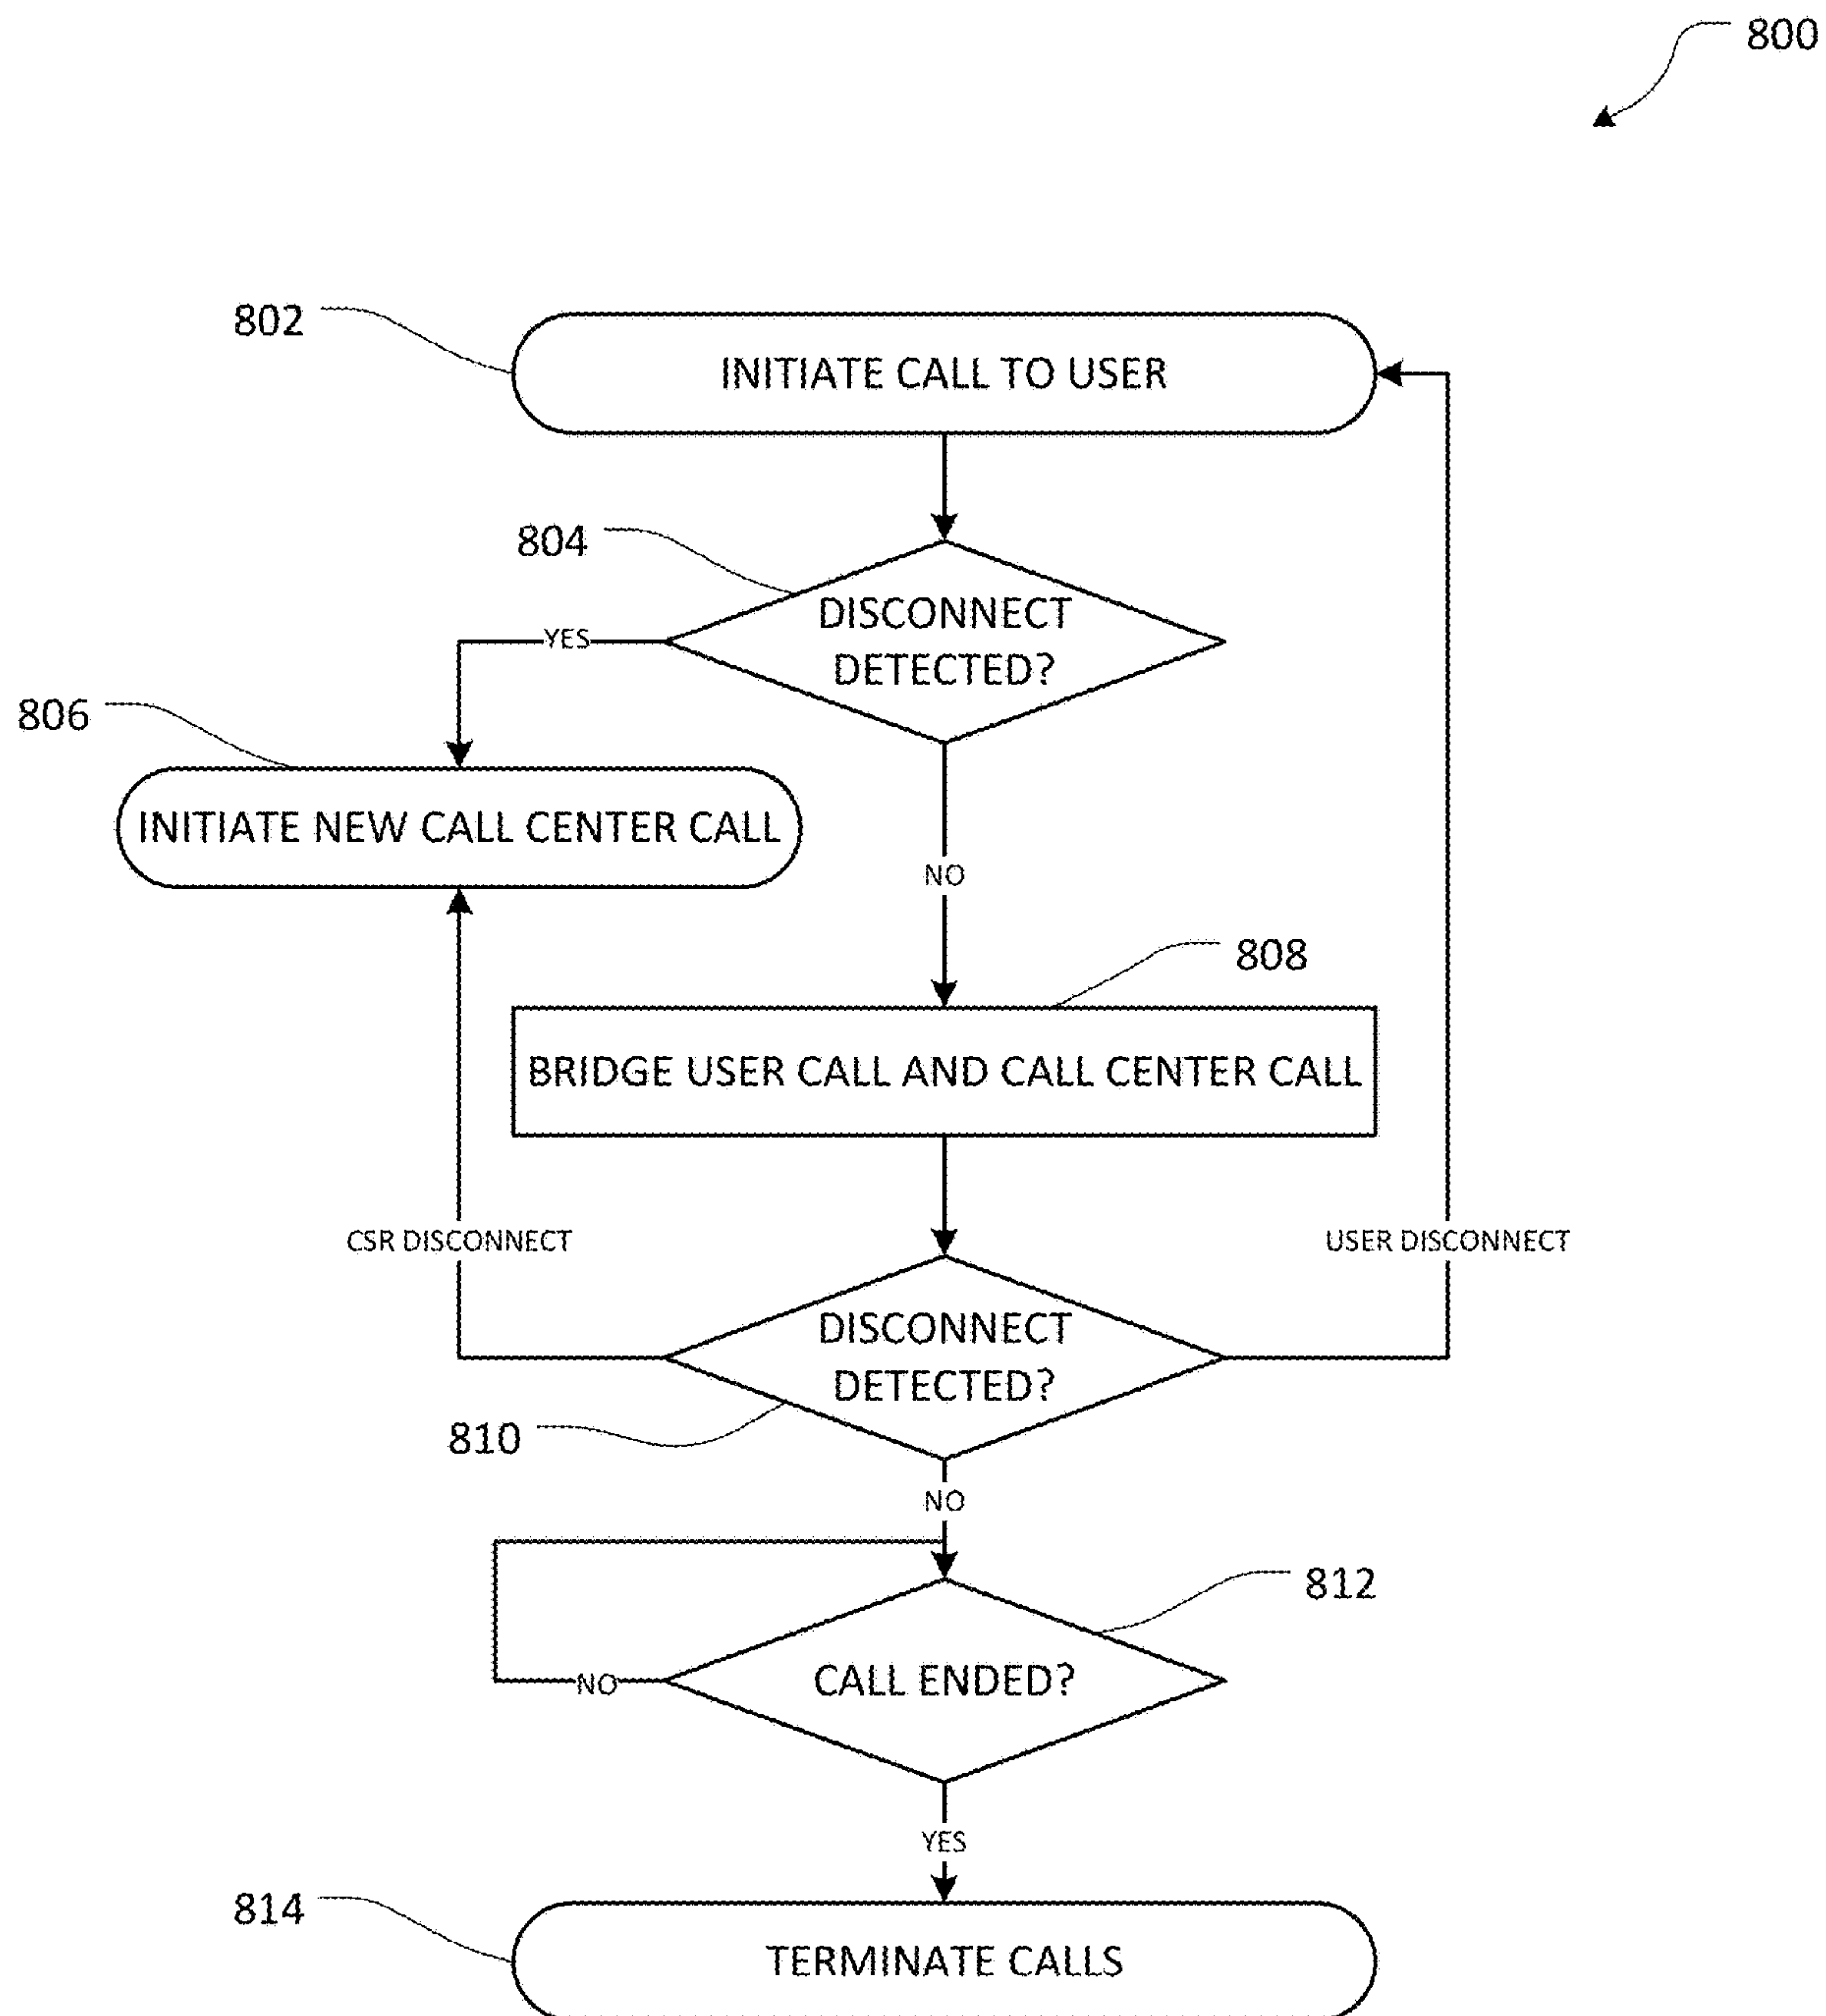 800
802
INITIATE CALL TO USER
804
DISCONNECT
DETECTED?
YES
806
INITIATE NEW CALL CENTER CALL
NO
808
BRIDGE USER CALL AND CALL CENTER CALL
CSR DISCONNECT
USER DISCONNECT
DISCONNECT
DETECTED?
810
NO
812
CALL ENDED?
NO
YES
814
TERMINATE CALLS